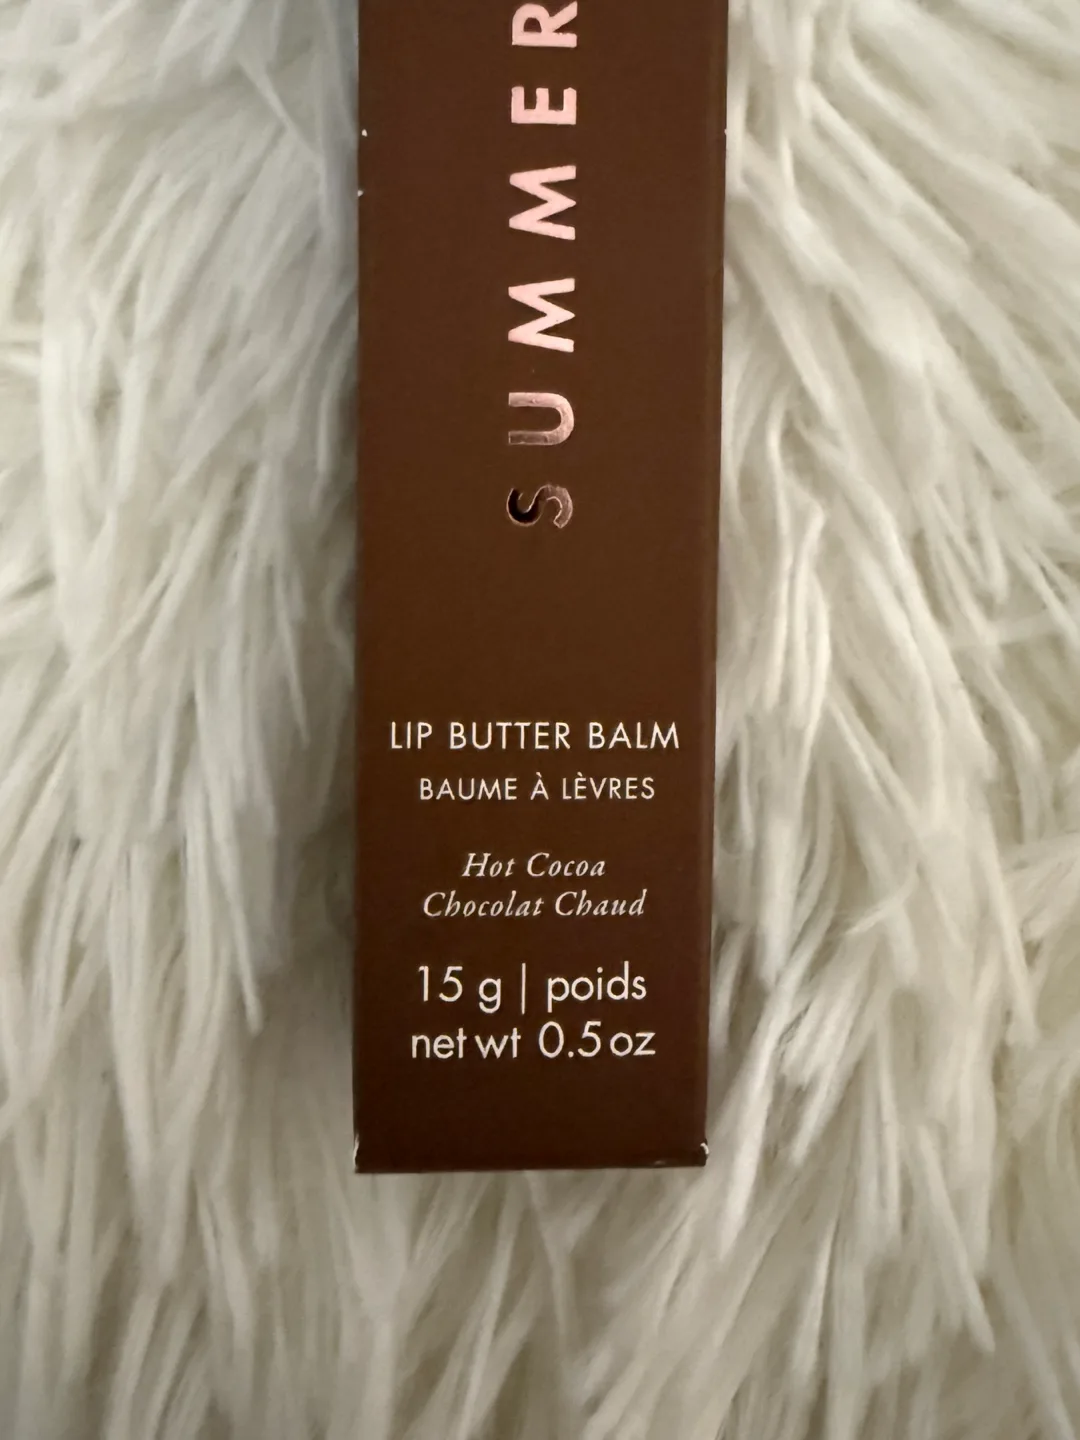 SUMMER
LIP BUTTER BALM
BAUME À LÈVRES
Hot Cocoa
Chocolat Chaud
15 g | poids
net wt 0.5 oz